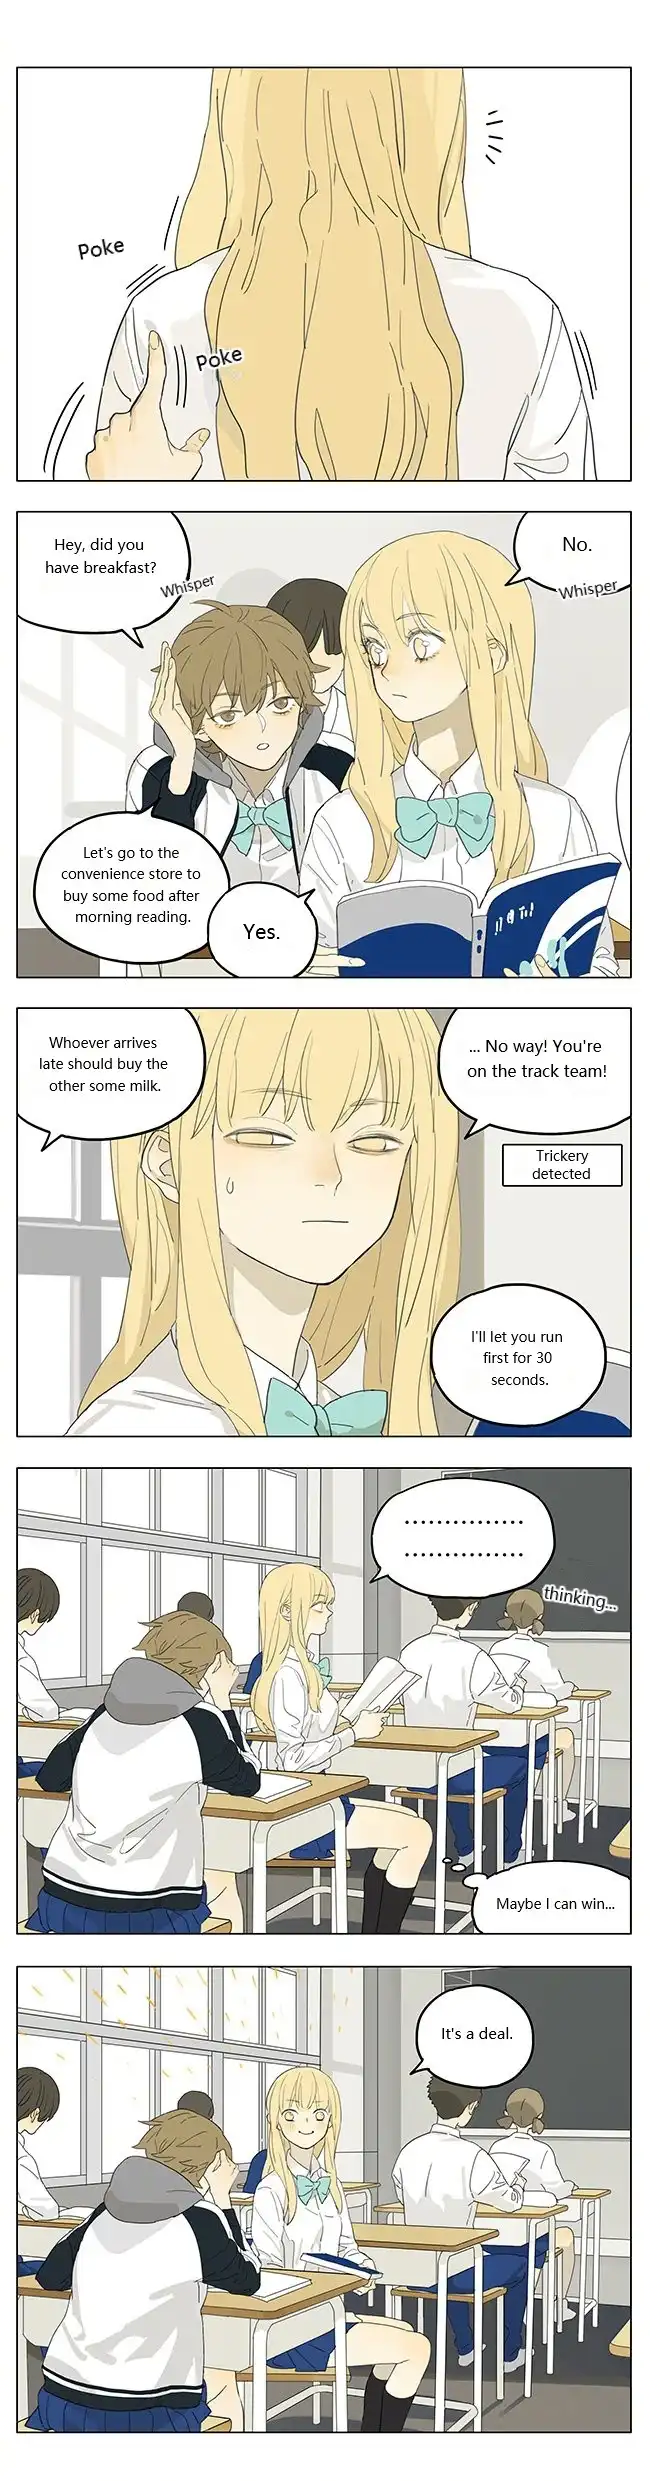 Poke
Poke
Hey, did you
have breakfast?
Whisper
No.
Whisper
Let's go to the
convenience store to
buy some food after
morning reading.
Yes.
Whoever arrives
late should buy the
other some milk.
... No way! You're
on the track team!
Trickery
detected
I'll let you run
first for 30
seconds.
...............
...............
thinking...
Maybe I can win...
It's a deal.